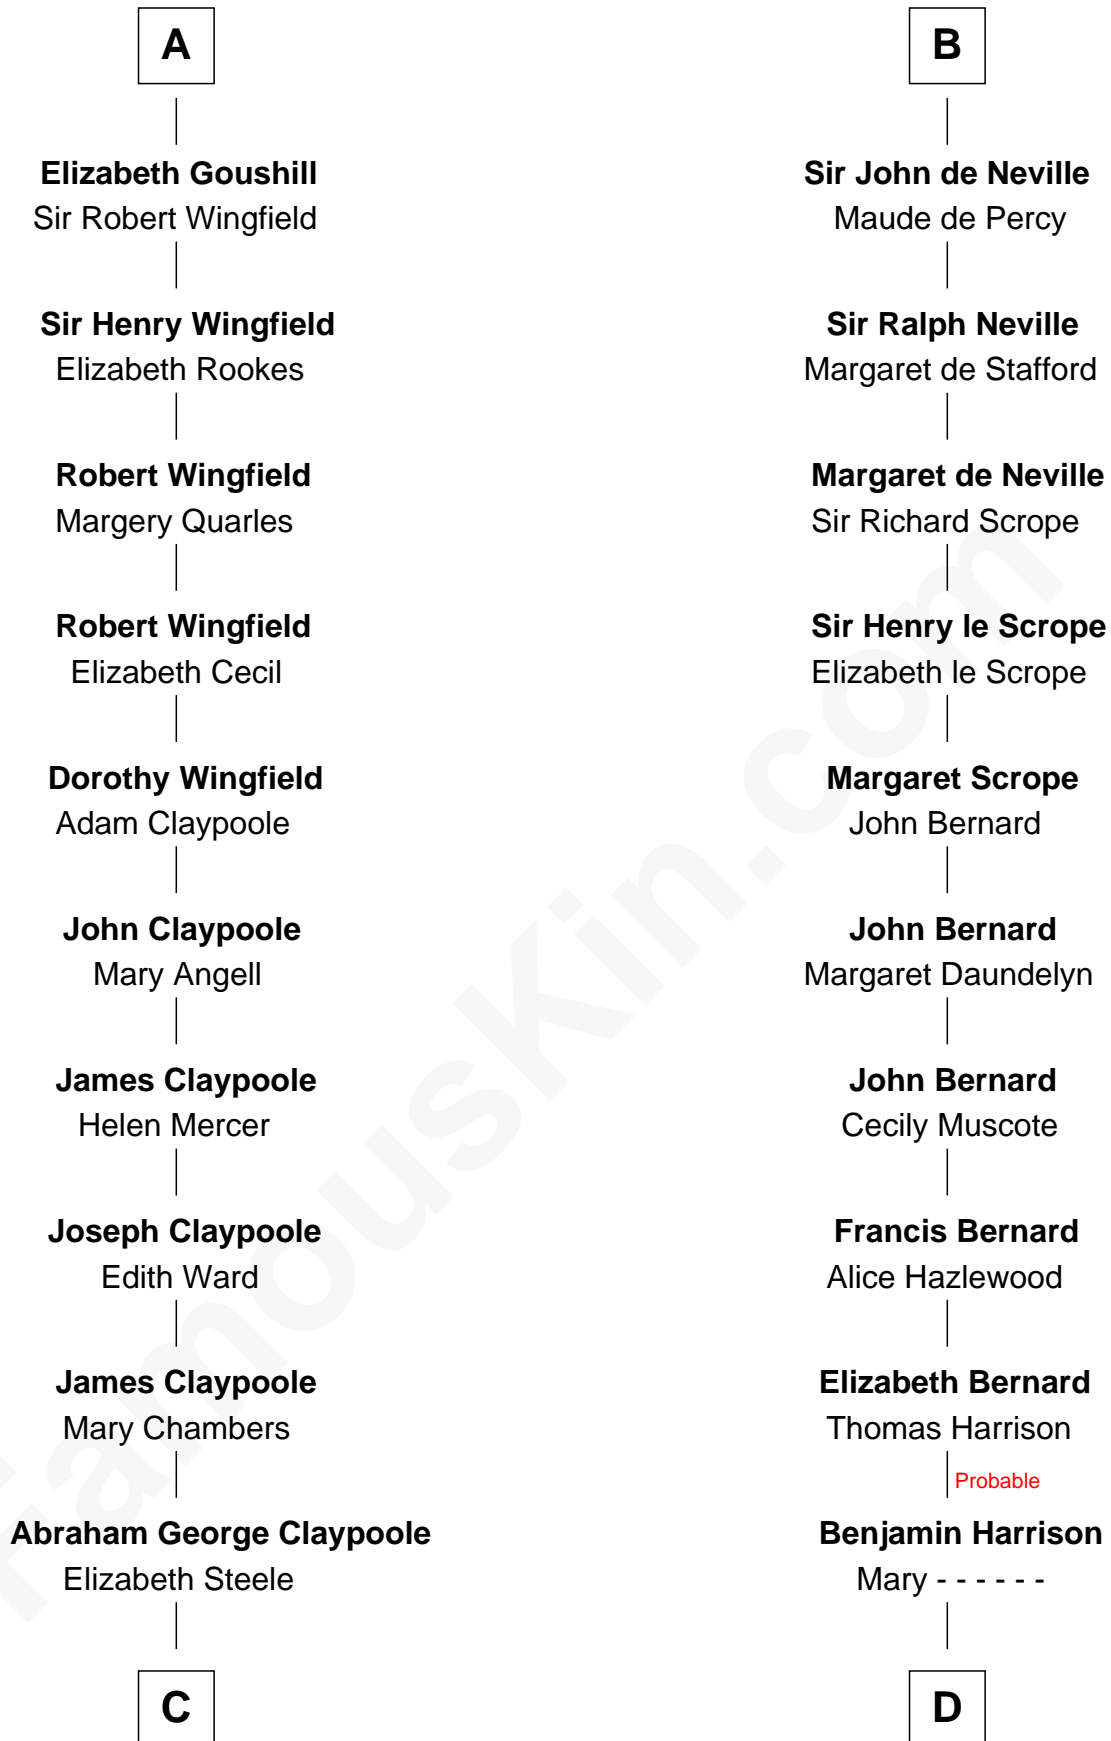 A
Elizabeth Goushill
Sir Robert Wingfield
Sir Henry Wingfield
Elizabeth Rookes
Robert Wingfield
Margery Quarles
Robert Wingfield
Elizabeth Cecil
Dorothy Wingfield
Adam Claypoole
John Claypoole
Mary Angell
James Claypoole
Helen Mercer
Joseph Claypoole
Edith Ward
James Claypoole
Mary Chambers
Abraham George Claypoole
Elizabeth Steele
C
B
Sir John de Neville
Maude de Percy
Sir Ralph Neville
Margaret de Stafford
Margaret de Neville
Sir Richard Scrope
Sir Henry le Scrope
Elizabeth le Scrope
Margaret Scrope
John Bernard
John Bernard
Margaret Daundelyn
John Bernard
Cecily Muscote
Francis Bernard
Alice Hazlewood
Elizabeth Bernard
Thomas Harrison
Probable
Benjamin Harrison
Mary - - - - - -
D
FamousKin.com